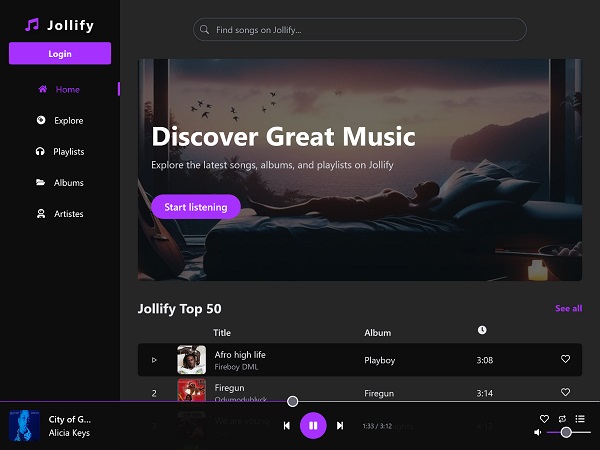 Jollify
Login
Home
Explore
Playlists
Albums
Artistes
Find songs on Jollify...
Discover Great Music
Explore the latest songs, albums, and playlists on Jollify
Start listening
Jollify Top 50
See all
Title Album
Afro high life
Fireboy DML
Playboy 3:08
2
Firegun
Odumodublvck
Firegun 3:14
City of G...
Alicia Keys
1:33 / 3:12